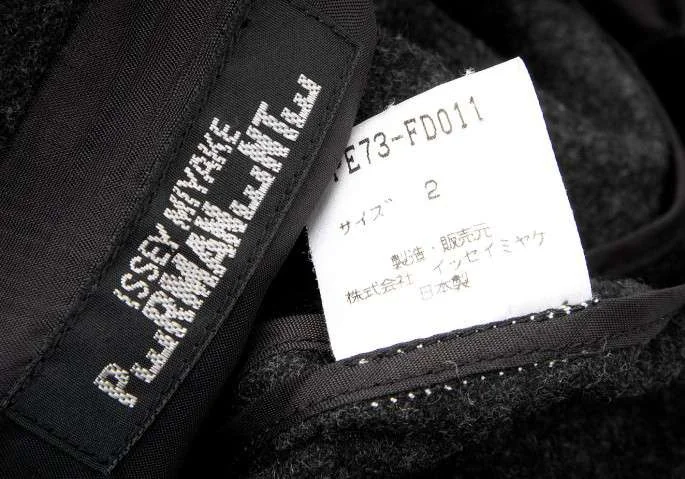 ISSEY MIYAKE
PERMANENTE
PE73-FD011
サイズ 2
製造・販売元
株式会社 イッセイミヤケ
日本製